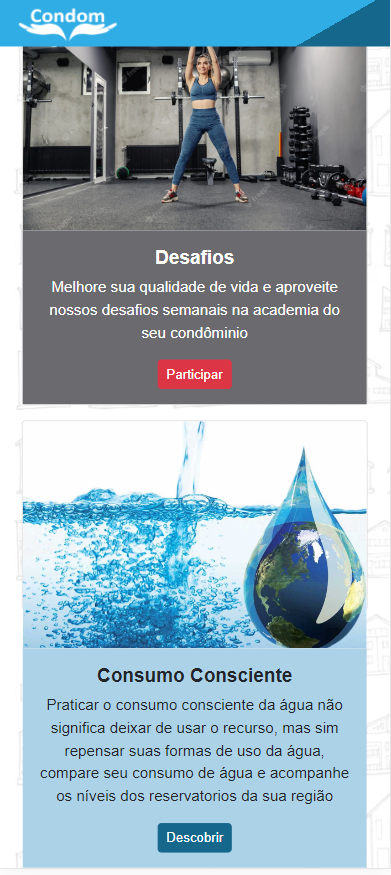 Condom
Desafios
Melhore sua qualidade de vida e aproveite
nossos desafios semanais na academia do
seu condôminio
Participar
Consumo Consciente
Praticar o consumo consciente da água não
significa deixar de usar o recurso, mas sim
repensar suas formas de uso da água,
compare seu consumo de água e acompanhe
os níveis dos reservatorios da sua região
Descobrir